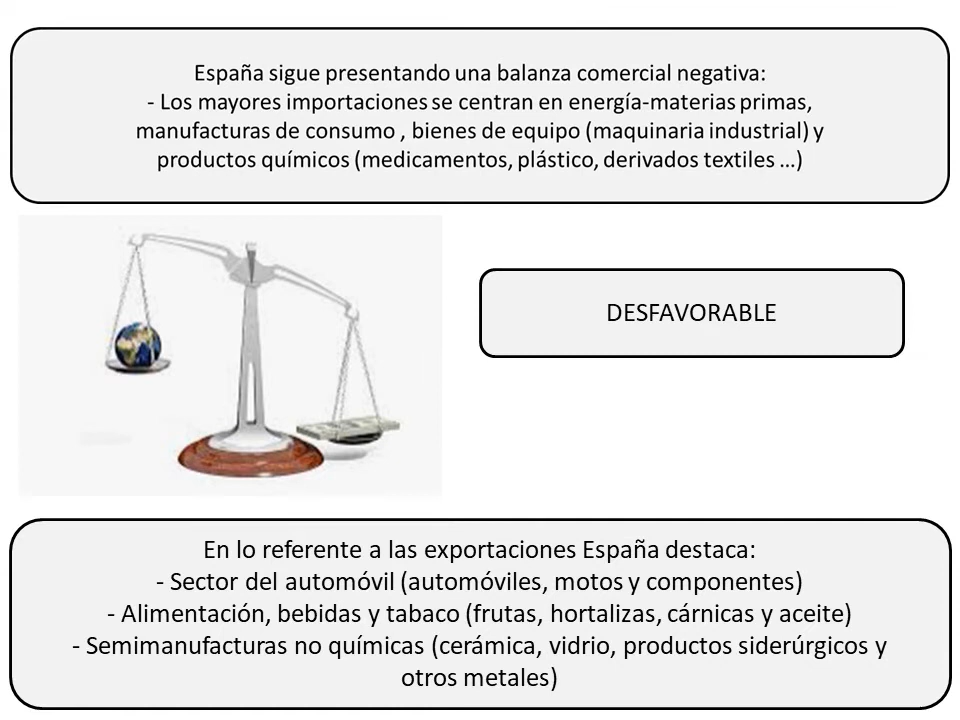 España sigue presentando una balanza comercial negativa:
- Los mayores importaciones se centran en energía-materias primas,
manufacturas de consumo , bienes de equipo (maquinaria industrial) y
productos químicos (medicamentos, plástico, derivados textiles ...)
DESFAVORABLE
En lo referente a las exportaciones España destaca:
- Sector del automóvil (automóviles, motos y componentes)
- Alimentación, bebidas y tabaco (frutas, hortalizas, cárnicas y aceite)
- Semimanufacturas no químicas (cerámica, vidrio, productos siderúrgicos y
otros metales)